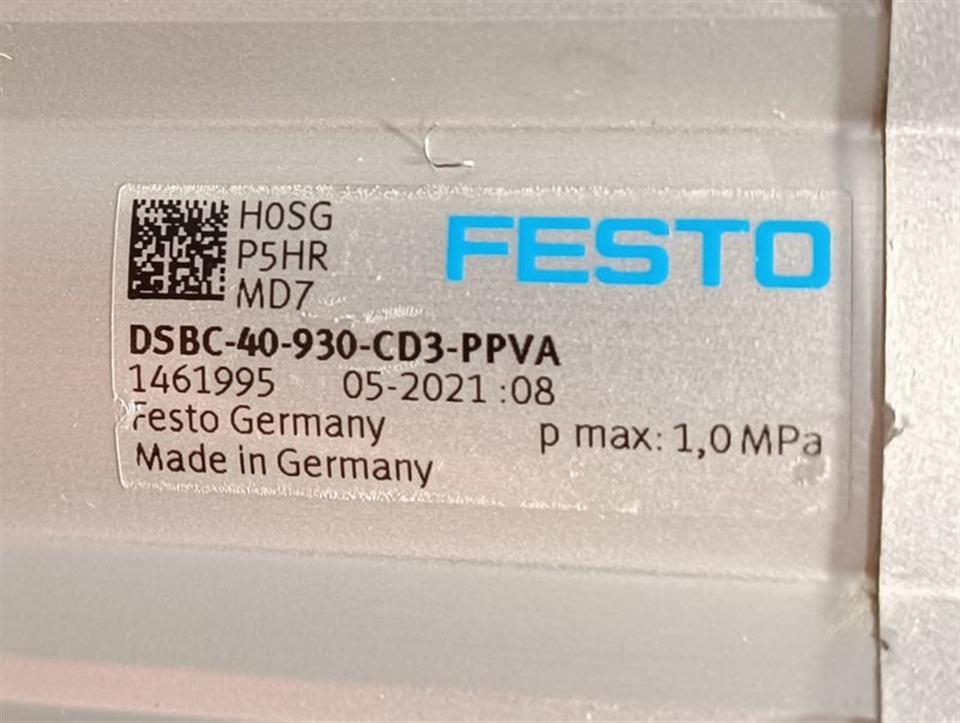 H0SG
P5HR
MD7
FESTO
DSBC-40-930-CD3-PPVA
1461995 05-2021 :08
Festo Germany
p max: 1,0 MPa
Made in Germany